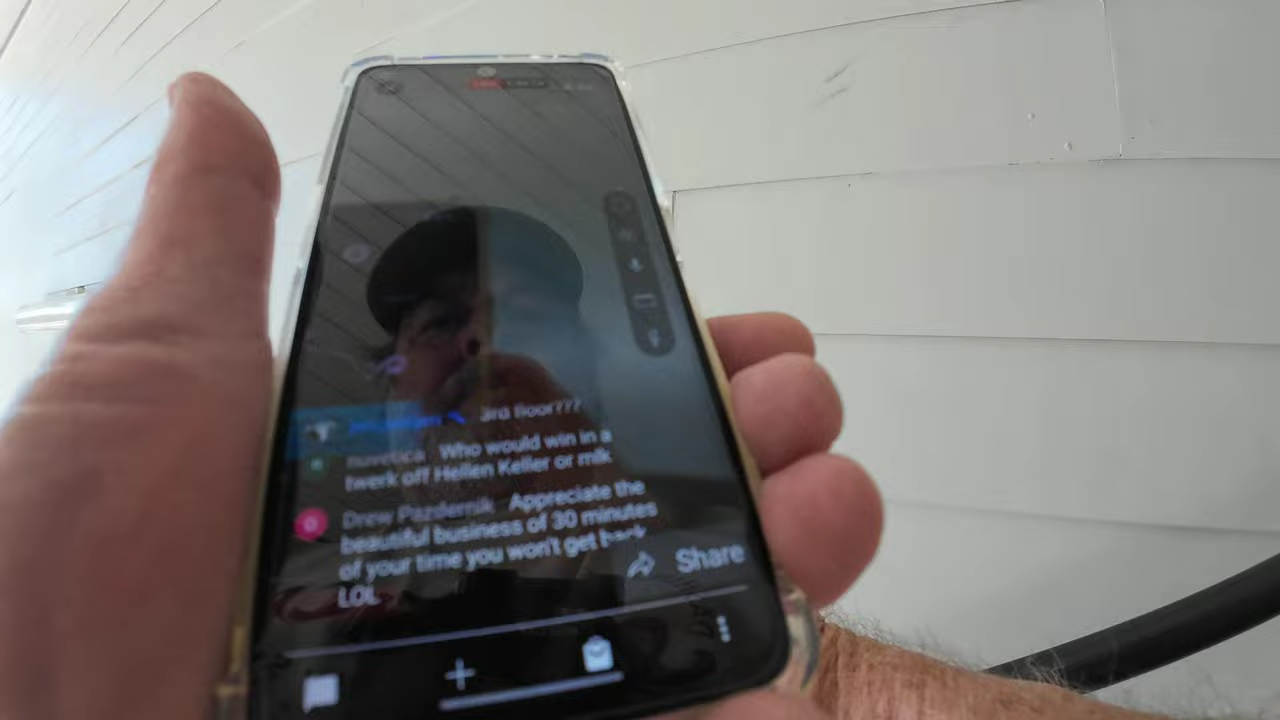 3rd floor???
Who would win in a
twerk off Hellen Keller or mlk
Drew Pazdernik Appreciate the
beautiful business of 30 minutes
of your time you won't get back
LOL
Share